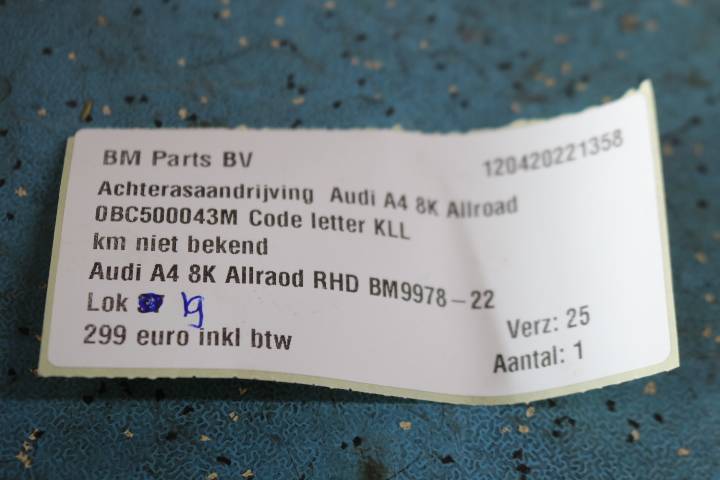 BM Parts BV
120420221358
Achterasaandrijving Audi A4 8K Allroad
0BC500043M Code letter KLL
km niet bekend
Audi A4 8K Allraod RHD BM9978-22
Lok
299 euro inkl btw
Verz: 25
Aantal: 1